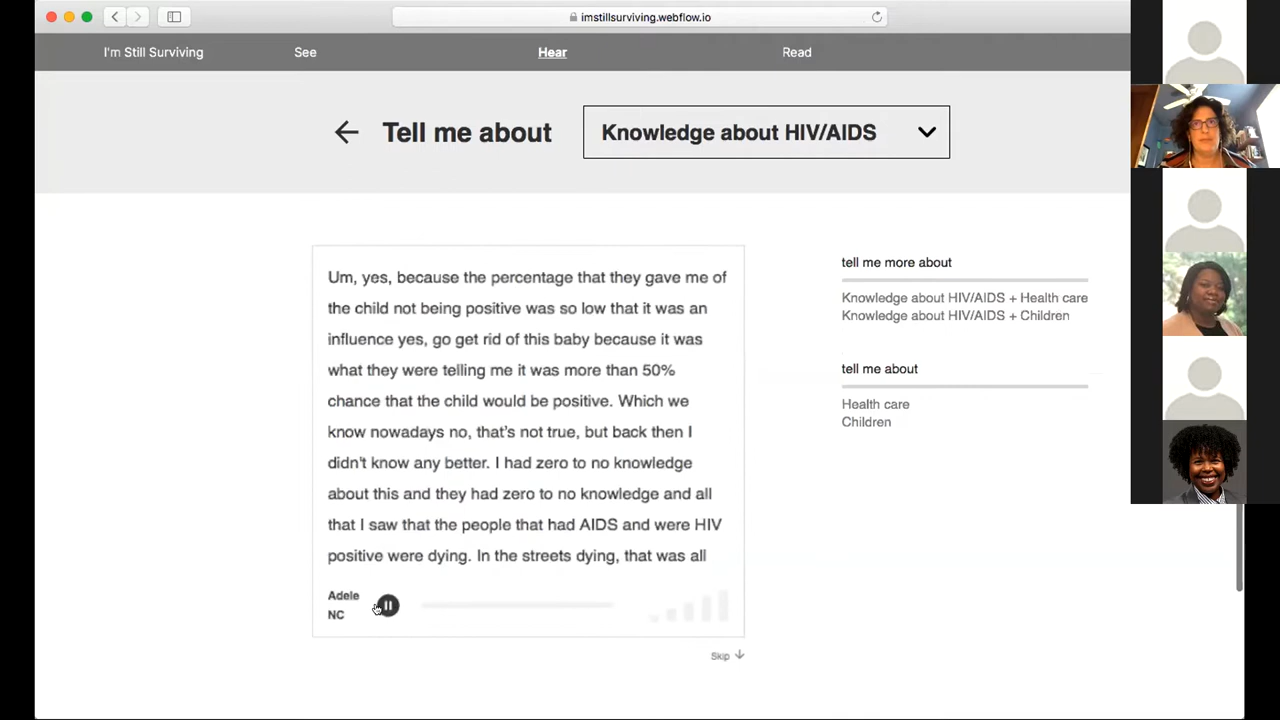 imstillsurviving.webflow.io
I'm Still Surviving See Hear Read
Tell me about Knowledge about HIV/AIDS
Um, yes, because the percentage that they gave me of
the child not being positive was so low that it was an
influence yes, go get rid of this baby because it was
what they were telling me it was more than 50%
chance that the child would be positive. Which we
know nowadays no, that's not true, but back then I
didn't know any better. I had zero to no knowledge
about this and they had zero to no knowledge and all
that I saw that the people that had AIDS and were HIV
positive were dying. In the streets dying, that was all
Adele
NC
Skip
tell me more about
Knowledge about HIV/AIDS + Health care
Knowledge about HIV/AIDS + Children
tell me about
Health care
Children